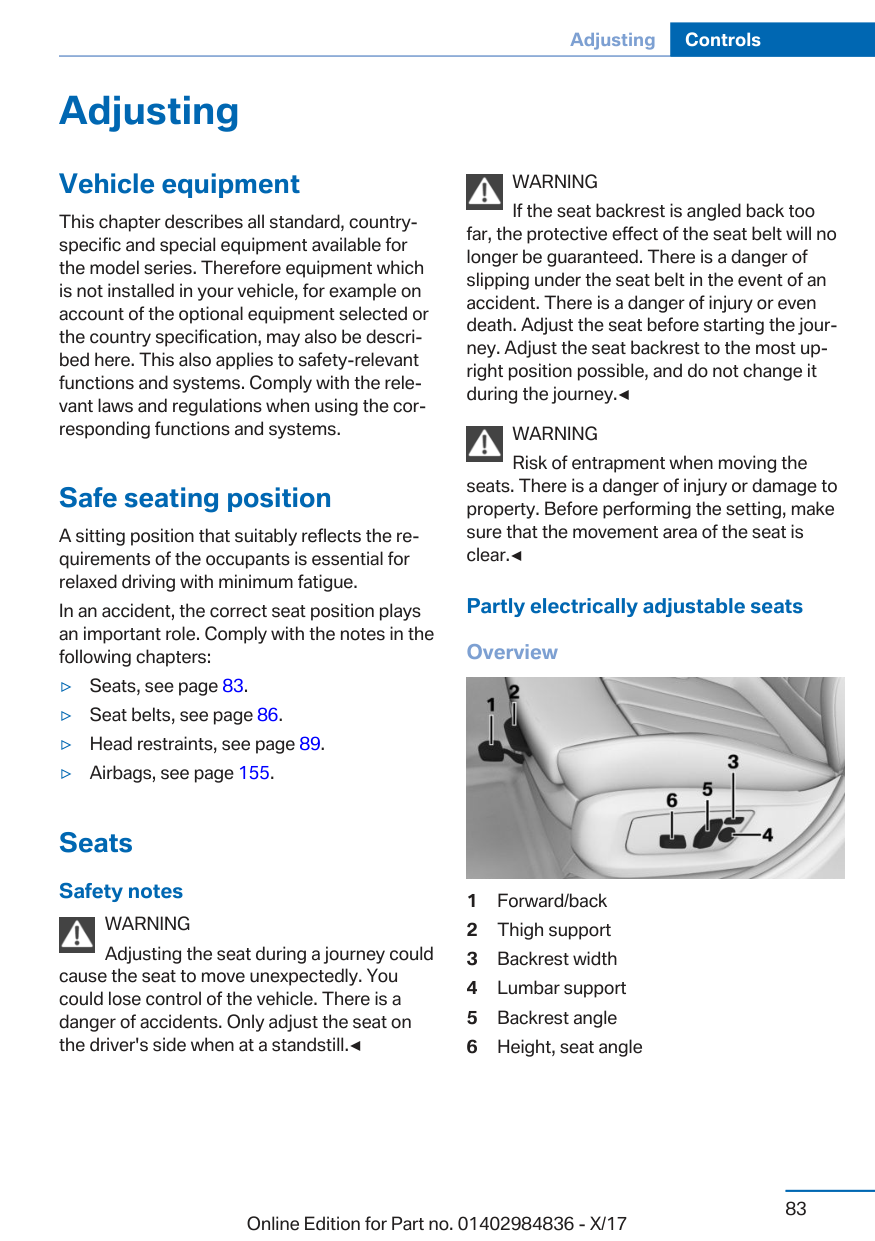 Adjusting Controls
Adjusting
Vehicle equipment
This chapter describes all standard, country-
specific and special equipment available for
the model series. Therefore equipment which
is not installed in your vehicle, for example on
account of the optional equipment selected or
the country specification, may also be descri-
bed here. This also applies to safety-relevant
functions and systems. Comply with the rele-
vant laws and regulations when using the cor-
responding functions and systems.
Safe seating position
A sitting position that suitably reflects the re-
quirements of the occupants is essential for
relaxed driving with minimum fatigue.
In an accident, the correct seat position plays
an important role. Comply with the notes in the
following chapters:
▷ Seats, see page 83.
▷ Seat belts, see page 86.
▷ Head restraints, see page 89.
▷ Airbags, see page 155.
Seats
Safety notes
WARNING
Adjusting the seat during a journey could
cause the seat to move unexpectedly. You
could lose control of the vehicle. There is a
danger of accidents. Only adjust the seat on
the driver's side when at a standstill.◄
WARNING
If the seat backrest is angled back too
far, the protective effect of the seat belt will no
longer be guaranteed. There is a danger of
slipping under the seat belt in the event of an
accident. There is a danger of injury or even
death. Adjust the seat before starting the jour-
ney. Adjust the seat backrest to the most up-
right position possible, and do not change it
during the journey.◄
WARNING
Risk of entrapment when moving the
seats. There is a danger of injury or damage to
property. Before performing the setting, make
sure that the movement area of the seat is
clear.◄
Partly electrically adjustable seats
Overview
1 2
3
5
6
4
1 Forward/back
2 Thigh support
3 Backrest width
4 Lumbar support
5 Backrest angle
6 Height, seat angle
83
Online Edition for Part no. 01402984836 - X/17